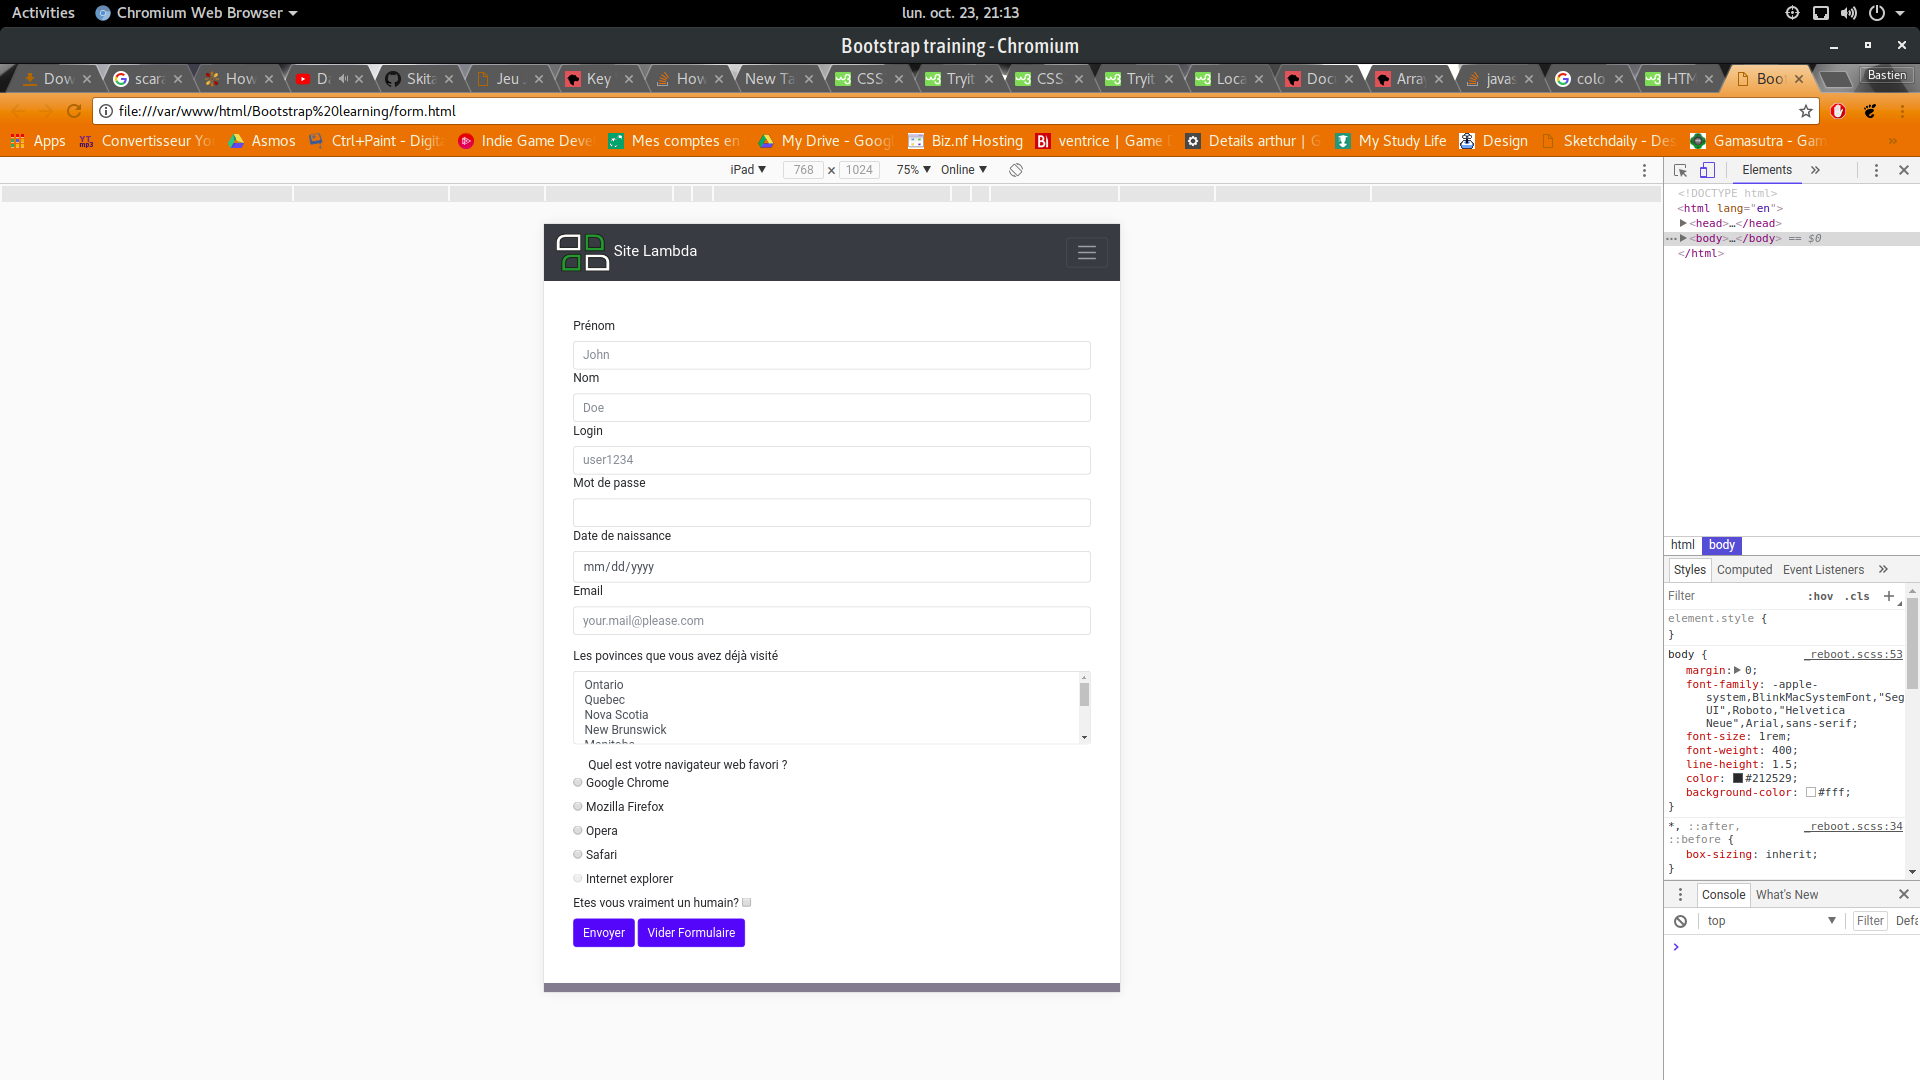 Activities Chromium Web Browser lun. oct. 23, 21:13
Bootstrap training - Chromium
Dow scara How Da Skita Jeu Key How New Ta CSS Tryit CSS Tryit Loca Doc Array javas colo HTM Boot Bastien
file:///var/www/html/Bootstrap%20learning/form.html
Apps Convertisseur Asmos Ctrl+Paint - Digit Indie Game Deve Mes comptes en My Drive - Goog Biz.nf Hosting ventrice | Game Details arthur | My Study Life Design Sketchdaily - Des Gamasutra - Gam
iPad ▼ 768 × 1024 75% ▼ Online ▼
Elements »
<!DOCTYPE html>
<html lang="en">
▶<head>…</head>
…▶<body>…</body> == $0
</html>
Site Lambda
Prénom
John
Nom
Doe
Login
user1234
Mot de passe
Date de naissance
mm/dd/yyyy
Email
your.mail@please.com
Les povinces que vous avez déjà visité
Ontario
Quebec
Nova Scotia
New Brunswick
Manitoba
Quel est votre navigateur web favori ?
Google Chrome
Mozilla Firefox
Opera
Safari
Internet explorer
Etes vous vraiment un humain?
Envoyer Vider Formulaire
html body
Styles Computed Event Listeners »
Filter :hov .cls +
element.style {
}
body { _reboot.scss:53
margin:▶ 0;
font-family: -apple-
system,BlinkMacSystemFont,"Seg
UI",Roboto,"Helvetica
Neue",Arial,sans-serif;
font-size: 1rem;
font-weight: 400;
line-height: 1.5;
color: #212529;
background-color: #fff;
}
*, ::after, _reboot.scss:34
::before {
box-sizing: inherit;
}
Console What's New
top ▼ Filter Defa
>